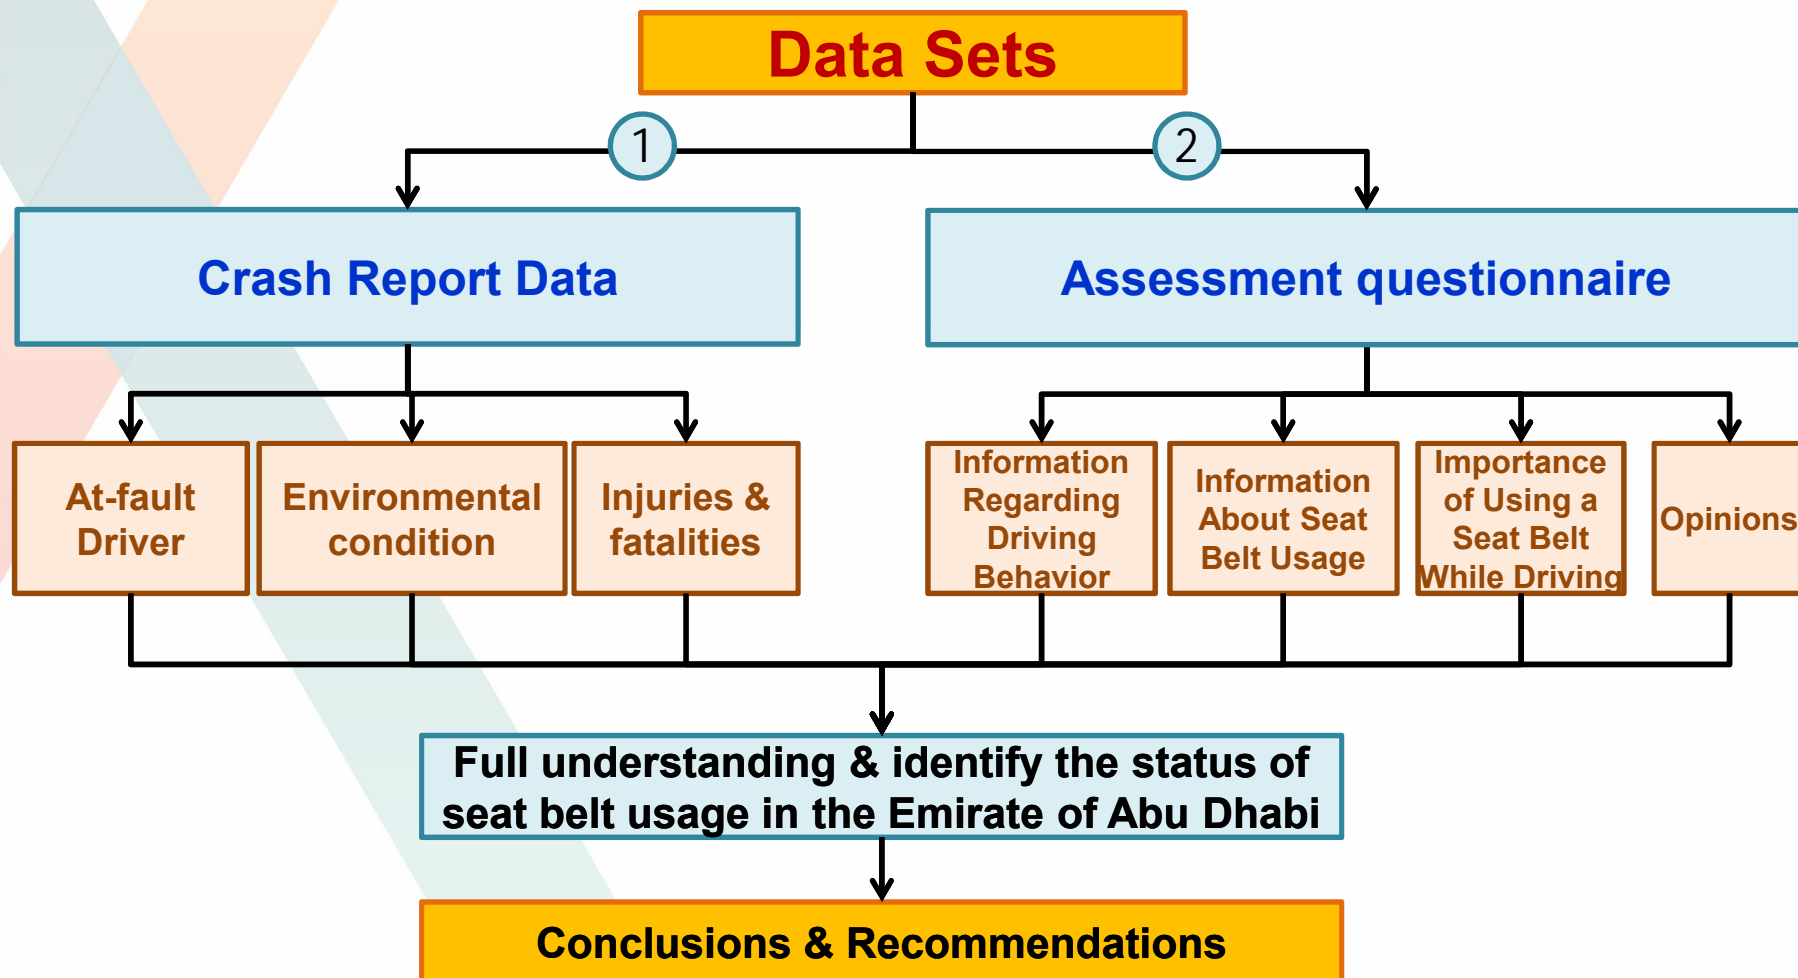 Data Sets
1
2
Crash Report Data
Assessment questionnaire
At-fault
Driver
Environmental
condition
Injuries &
fatalities
Information
Regarding
Driving
Behavior
Information
About Seat
Belt Usage
Importance
of Using a
Seat Belt
While Driving
Opinions
Full understanding & identify the status of
seat belt usage in the Emirate of Abu Dhabi
Conclusions & Recommendations